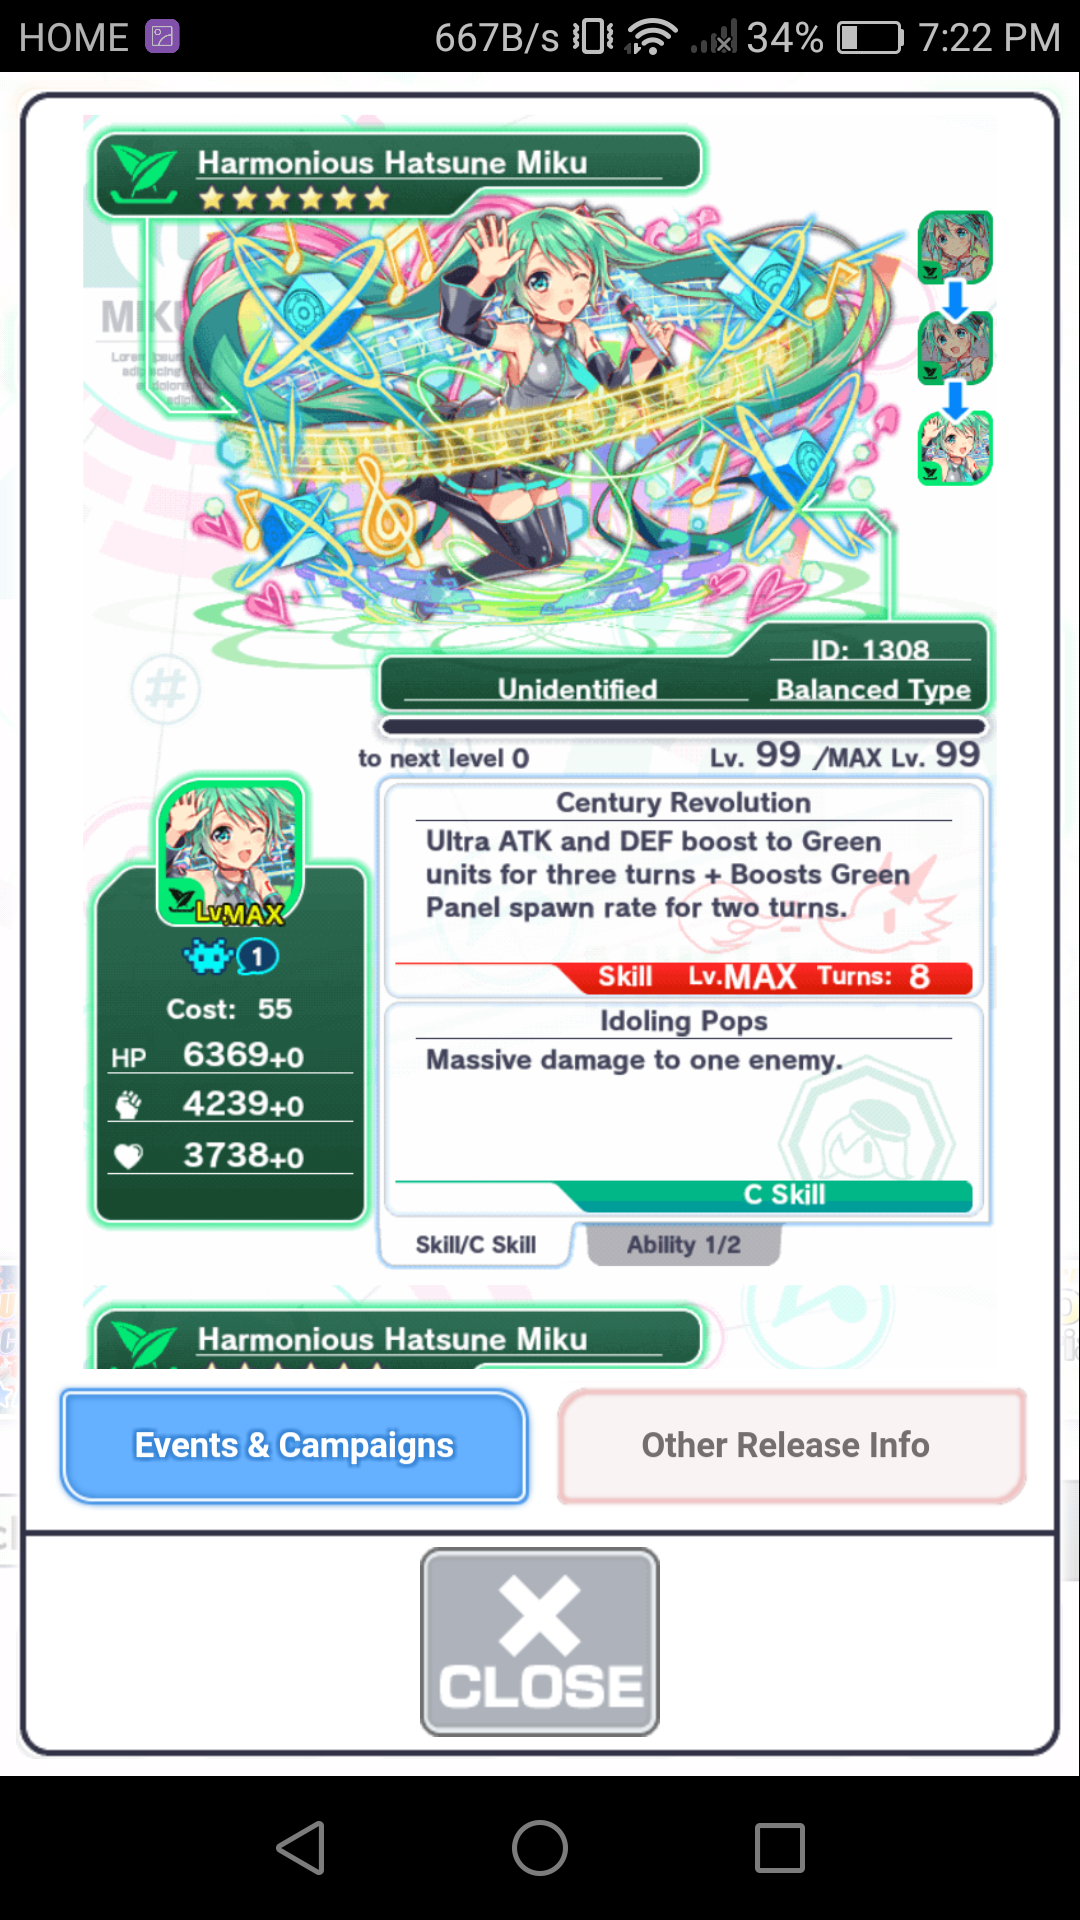 HOME 667B/s 34% 7:22 PM
Harmonious Hatsune Miku
MIKU
Unidentified
ID: 1308
Balanced Type
to next level 0 Lv. 99 /MAX Lv. 99
Lv.MAX
1
Cost: 55
HP 6369+0
4239+0
3738+0
Century Revolution
Ultra ATK and DEF boost to Green
units for three turns + Boosts Green
Panel spawn rate for two turns.
Skill Lv.MAX Turns: 8
Idoling Pops
Massive damage to one enemy.
C Skill
Skill/C Skill Ability 1/2
Harmonious Hatsune Miku
Events & Campaigns Other Release Info
CLOSE